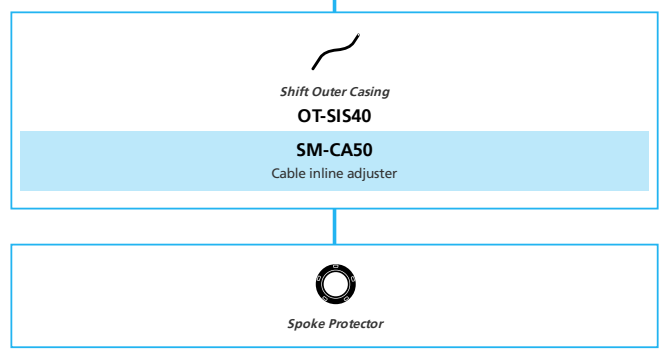 Shift Outer Casing
OT-SIS40
SM-CA50
Cable inline adjuster
Spoke Protector